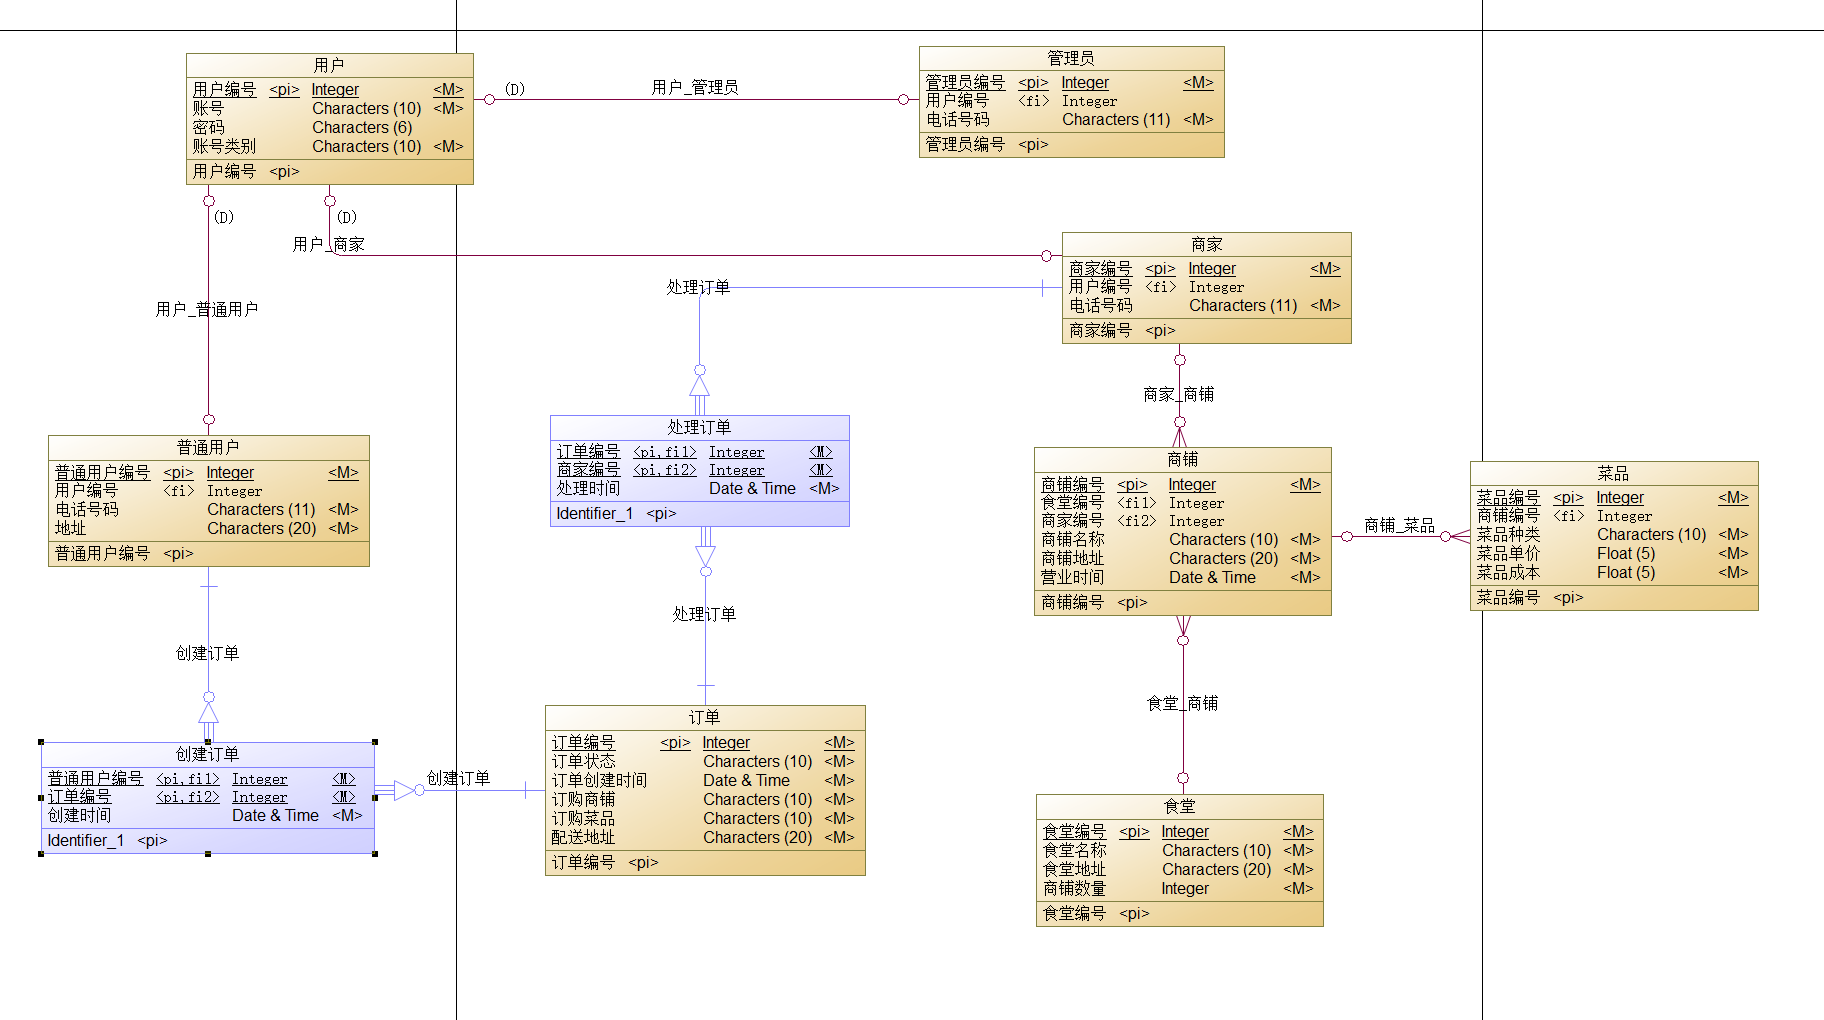 用户
用户编号 <pi> Integer <M>
账号 Characters (10) <M>
密码 Characters (6)
账号类别 Characters (10) <M>
用户编号 <pi>
(D)
用户_管理员
管理员
管理员编号 <pi> Integer <M>
用户编号 <fi> Integer
电话号码 Characters (11) <M>
管理员编号 <pi>
(D)
(D)
用户_商家
用户_普通用户
商家
商家编号 <pi> Integer <M>
用户编号 <fi> Integer
电话号码 Characters (11) <M>
商家编号 <pi>
处理订单
商家_商铺
普通用户
普通用户编号 <pi> Integer <M>
用户编号 <fi> Integer
电话号码 Characters (11) <M>
地址 Characters (20) <M>
普通用户编号 <pi>
处理订单
订单编号 <pi,fi1> Integer <M>
商家编号 <pi,fi2> Integer <M>
处理时间 Date & Time <M>
Identifier_1 <pi>
商铺
商铺编号 <pi> Integer <M>
食堂编号 <fi1> Integer
商家编号 <fi2> Integer
商铺名称 Characters (10) <M>
商铺地址 Characters (20) <M>
营业时间 Date & Time <M>
商铺编号 <pi>
商铺_菜品
菜品
菜品编号 <pi> Integer <M>
商铺编号 <fi> Integer
菜品种类 Characters (10) <M>
菜品单价 Float (5) <M>
菜品成本 Float (5) <M>
菜品编号 <pi>
处理订单
创建订单
食堂_商铺
创建订单
普通用户编号 <pi,fi1> Integer <M>
订单编号 <pi,fi2> Integer <M>
创建时间 Date & Time <M>
Identifier_1 <pi>
创建订单
订单
订单编号 <pi> Integer <M>
订单状态 Characters (10) <M>
订单创建时间 Date & Time <M>
订购商铺 Characters (10) <M>
订购菜品 Characters (10) <M>
配送地址 Characters (20) <M>
订单编号 <pi>
食堂
食堂编号 <pi> Integer <M>
食堂名称 Characters (10) <M>
食堂地址 Characters (20) <M>
商铺数量 Integer <M>
食堂编号 <pi>